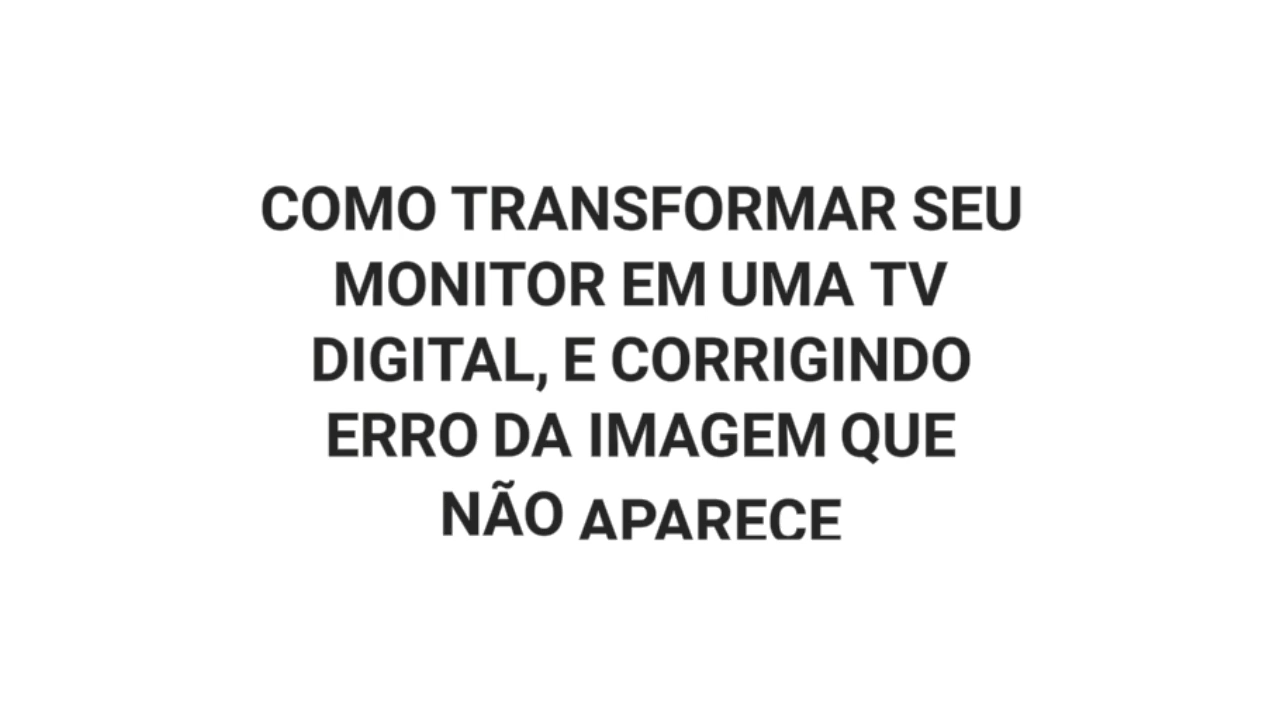 COMO TRANSFORMAR SEU
MONITOR EM UMA TV
DIGITAL, E CORRIGINDO
ERRO DA IMAGEM QUE
NÃO APARECE